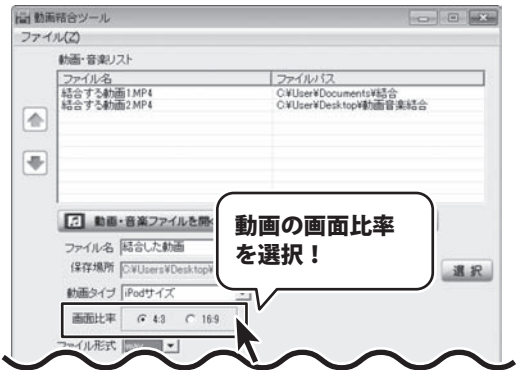 動画結合ツール
ファイル(Z)
動画・音楽リスト
ファイル名 ファイルパス
結合する動画1.MP4 C:¥User¥Documents¥結合
結合する動画2.MP4 C:¥User¥Desktop¥動画音楽結合
動画・音楽ファイルを開く
動画の画面比率
を選択!
ファイル名 結合した動画
保存場所 C:¥Users¥Desktop¥
選 択
動画タイプ iPodサイズ
画面比率 4:3 16:9
ファイル形式